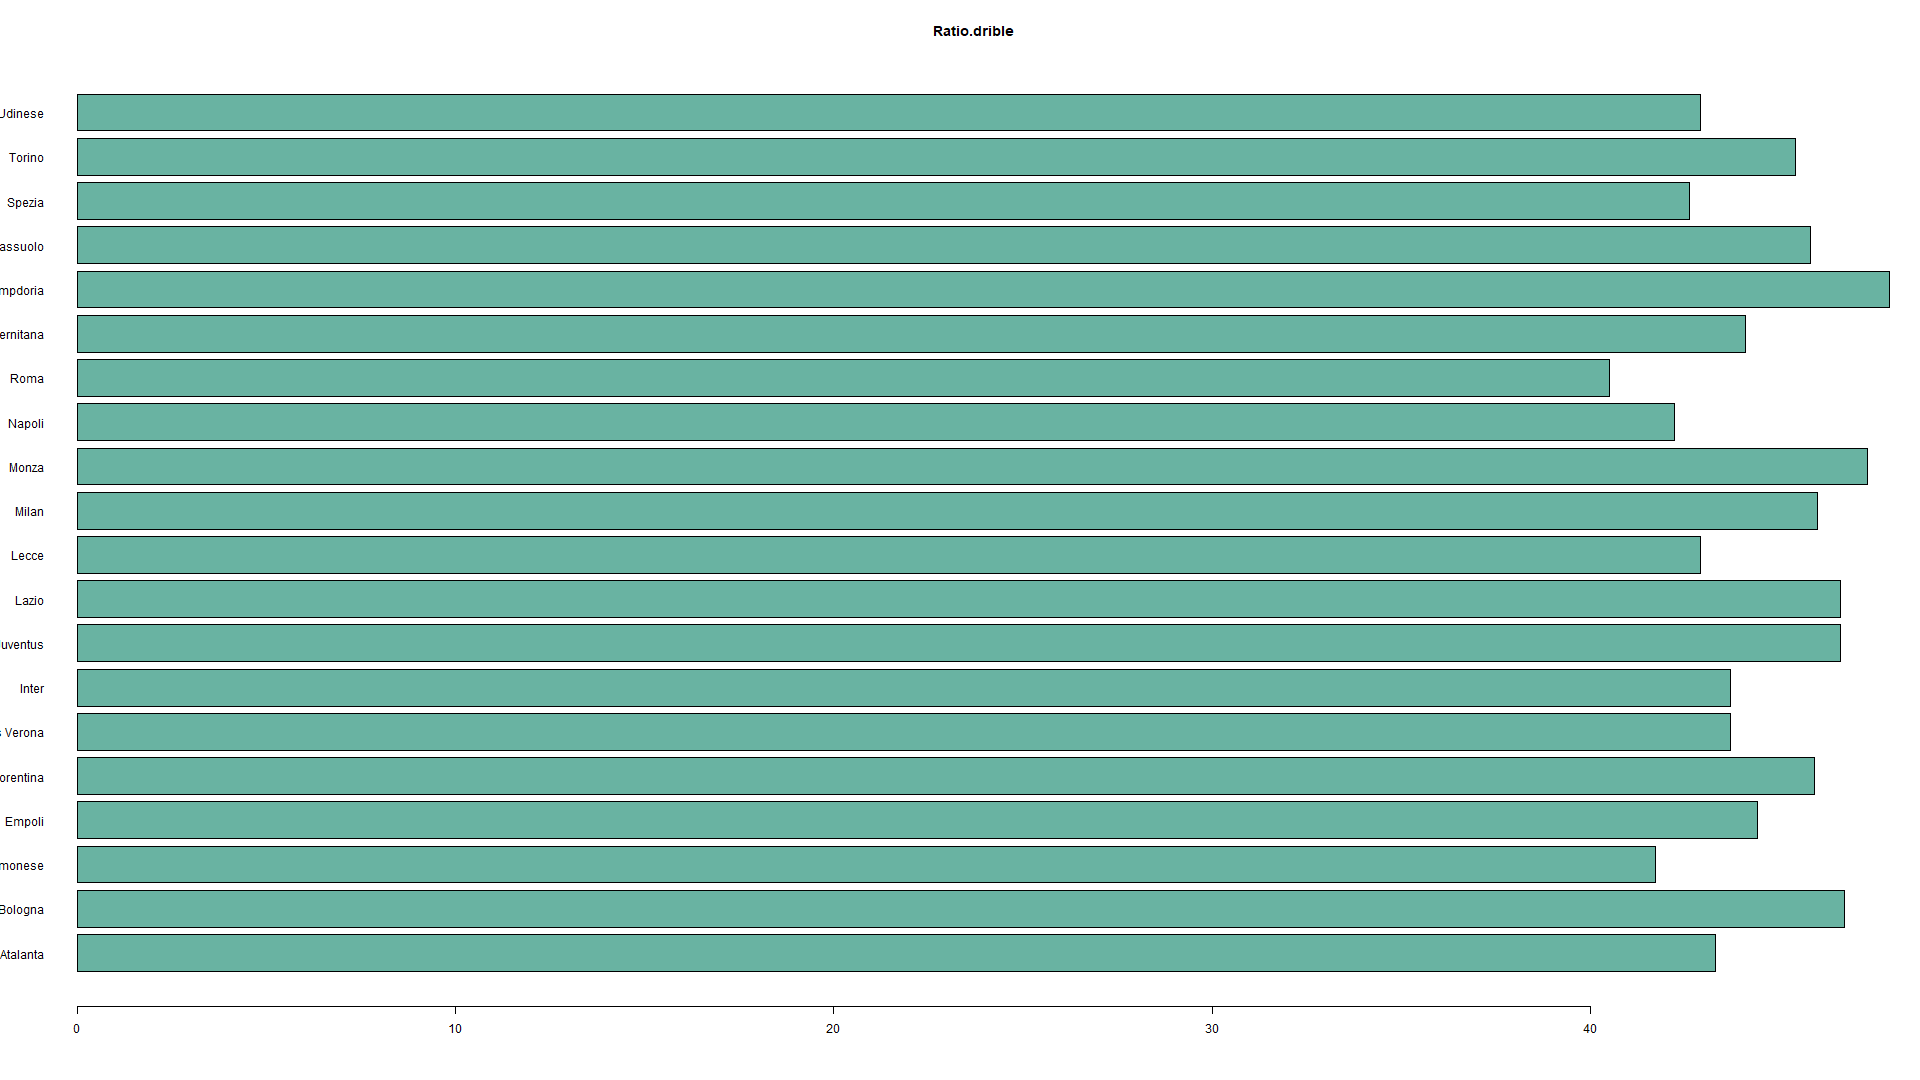 Ratio.drible
Udinese
Torino
Spezia
assuolo
mpdoria
ernitana
Roma
Napoli
Monza
Milan
Lecce
Lazio
uventus
Inter
s Verona
orentina
Empoli
monese
Bologna
Atalanta
0 10 20 30 40